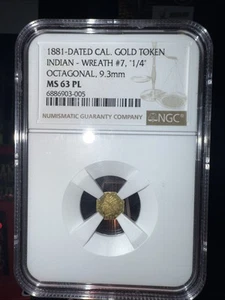 1881-DATED CAL. GOLD TOKEN
INDIAN - WREATH #7, '1/4'
OCTAGONAL, 9.3mm
MS 63 PL
6886903-005
NUMISMATIC GUARANTY COMPANY
NGC